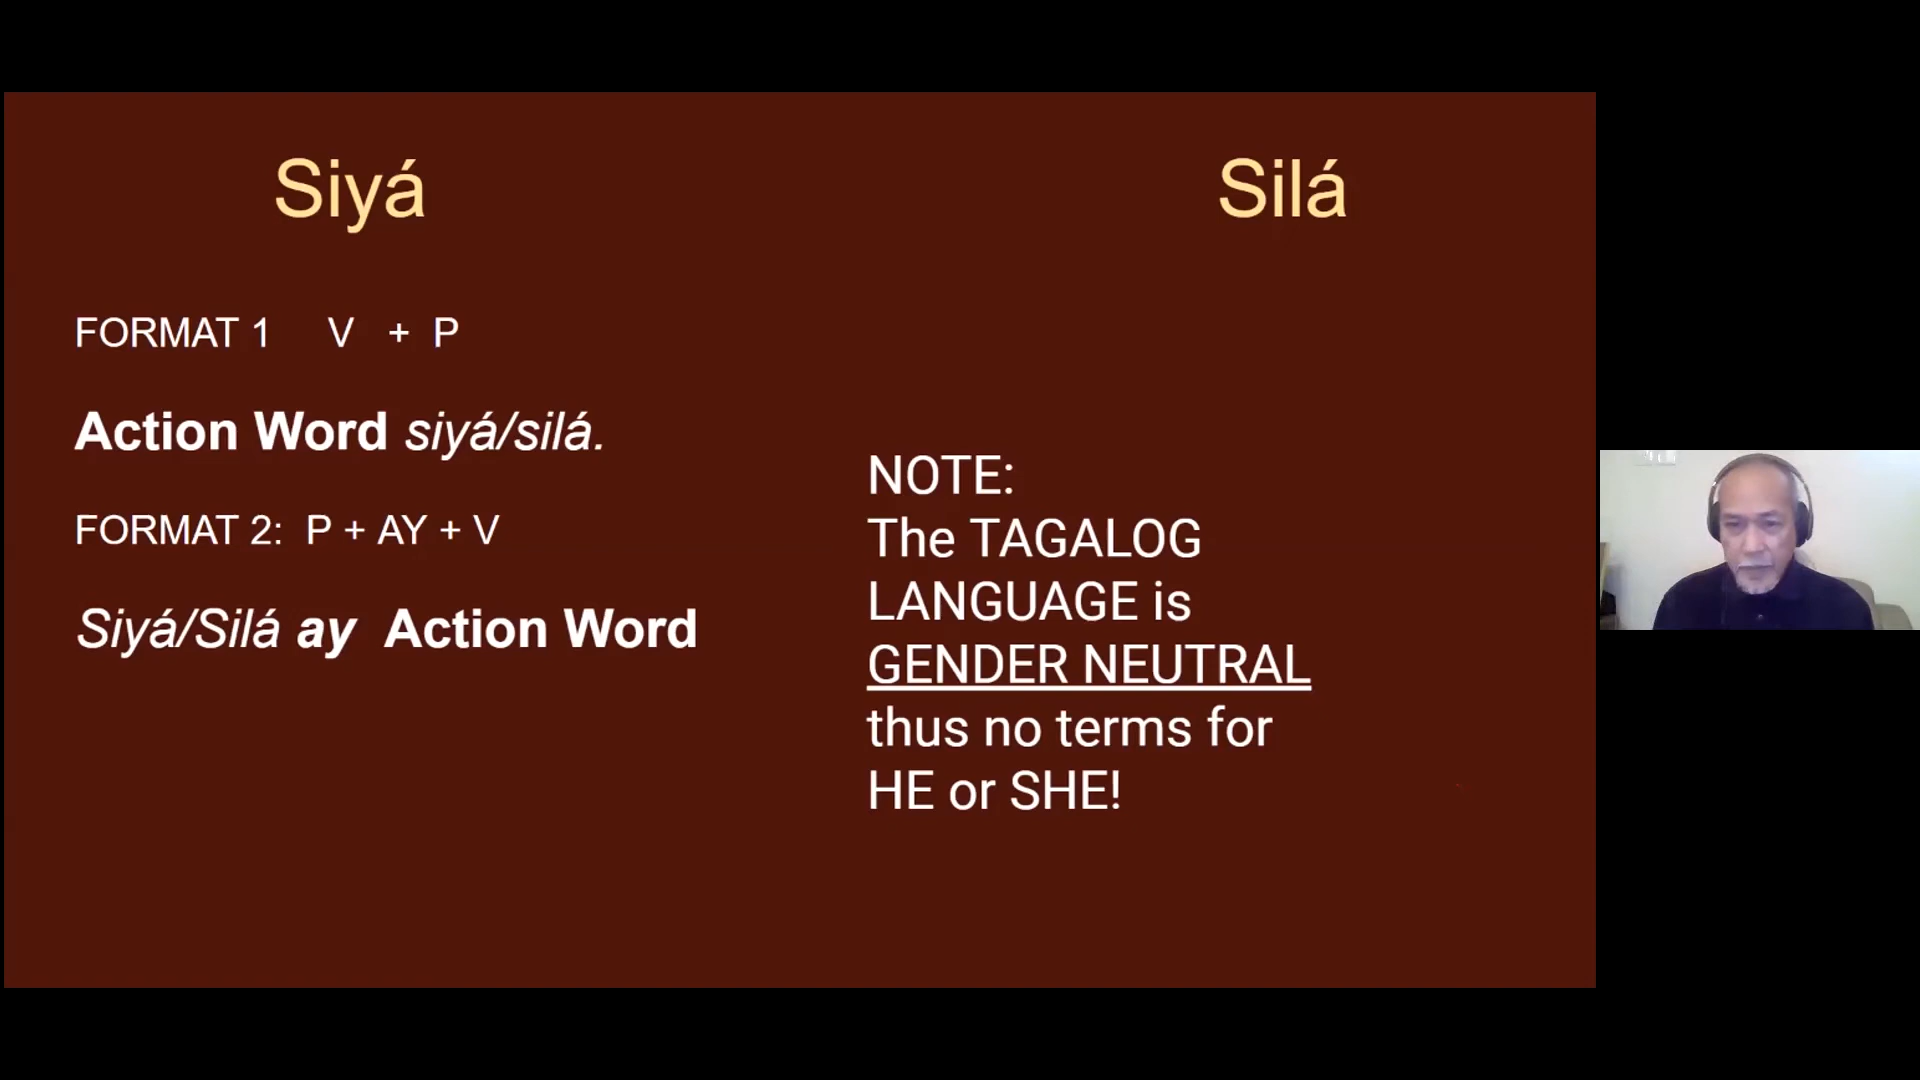 Siyá
Silá
FORMAT 1 V + P
Action Word siyá/silá.
FORMAT 2: P + AY + V
Siyá/Silá ay Action Word
NOTE:
The TAGALOG
LANGUAGE is
GENDER NEUTRAL
thus no terms for
HE or SHE!